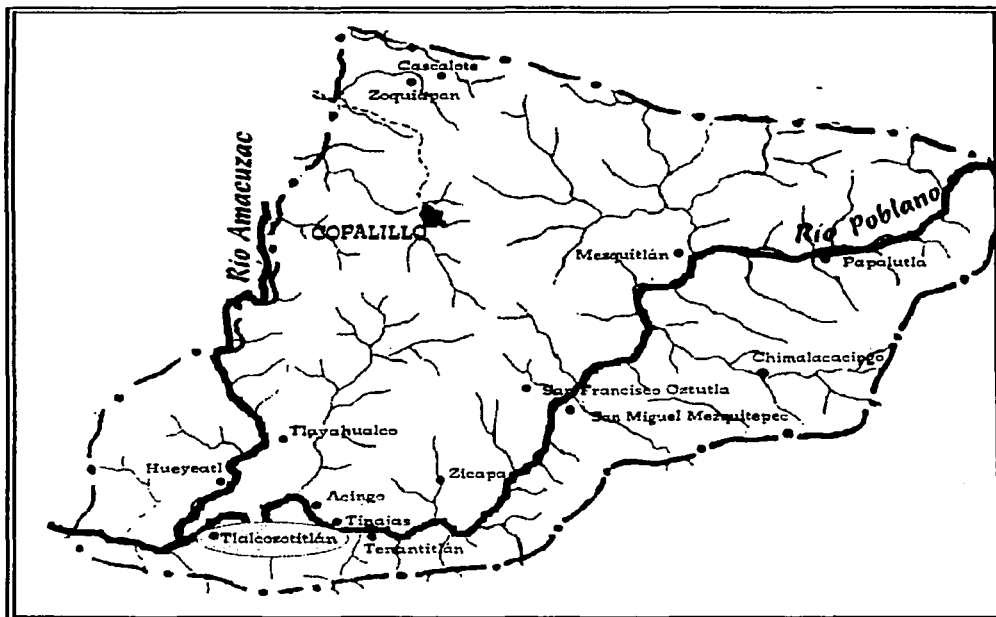 Cascalote
Zoquiapan
Río Amacuzac
COPALILLO
Río Poblano
Mezquitlán
Papalutla
Chimalacacingo
San Francisco Oztutla
San Miguel Mezquitepec
Tlayahualco
Hueyeatl
Zicapa
Acingo
Tinajas
Tlalcozotitlán
Tenantitlán